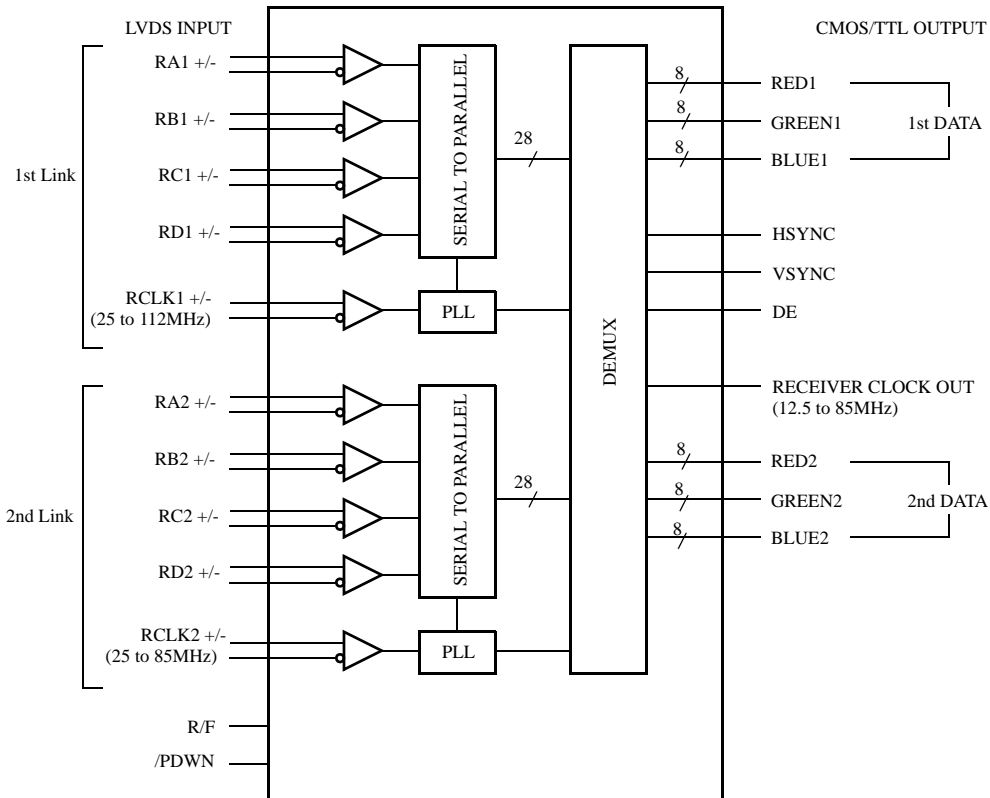 LVDS INPUT
CMOS/TTL OUTPUT
1st Link
RA1 +/-
RB1 +/-
RC1 +/-
RD1 +/-
RCLK1 +/-
(25 to 112MHz)
SERIAL TO PARALLEL
PLL
28
2nd Link
RA2 +/-
RB2 +/-
RC2 +/-
RD2 +/-
RCLK2 +/-
(25 to 85MHz)
SERIAL TO PARALLEL
PLL
28
R/F
/PDWN
DEMUX
8
RED1
8
GREEN1
8
BLUE1
1st DATA
HSYNC
VSYNC
DE
RECEIVER CLOCK OUT
(12.5 to 85MHz)
8
RED2
8
GREEN2
8
BLUE2
2nd DATA